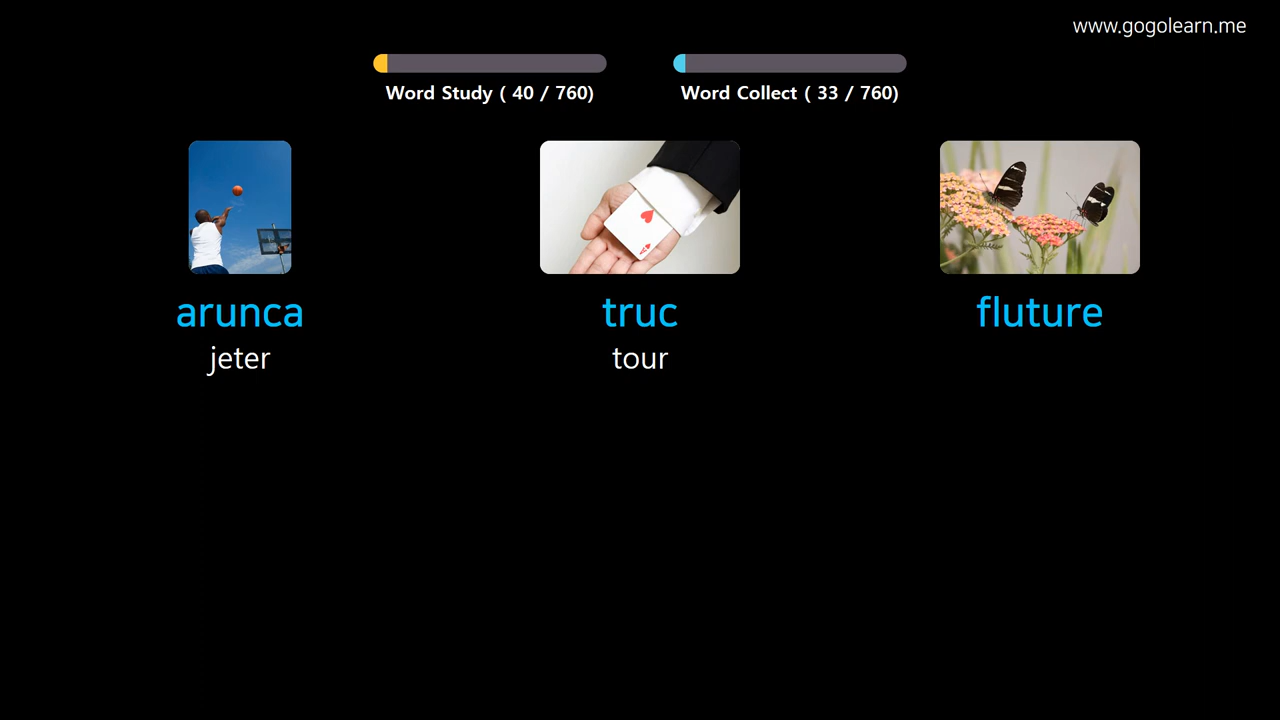 www.gogolearn.me
Word Study ( 40 / 760)
Word Collect ( 33 / 760)
arunca
truc
fluture
jeter
tour